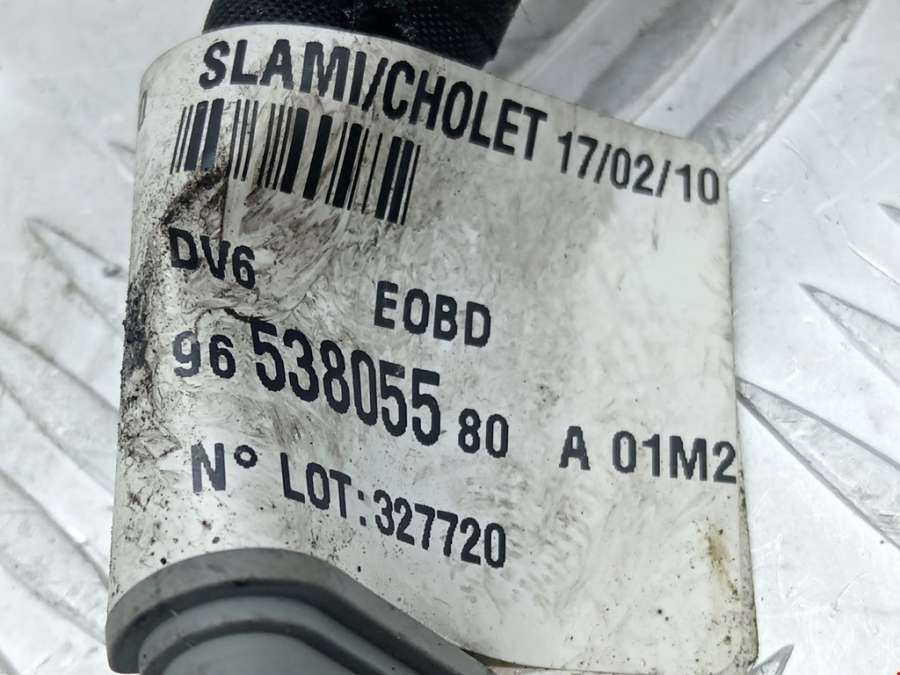 SLAMI/CHOLET 17/02/10
DV6 EOBD
96 538055 80 A 01M2
N° LOT:327720